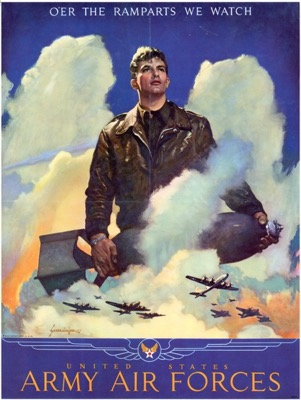 O'ER THE RAMPARTS WE WATCH
UNITED STATES
ARMY AIR FORCES